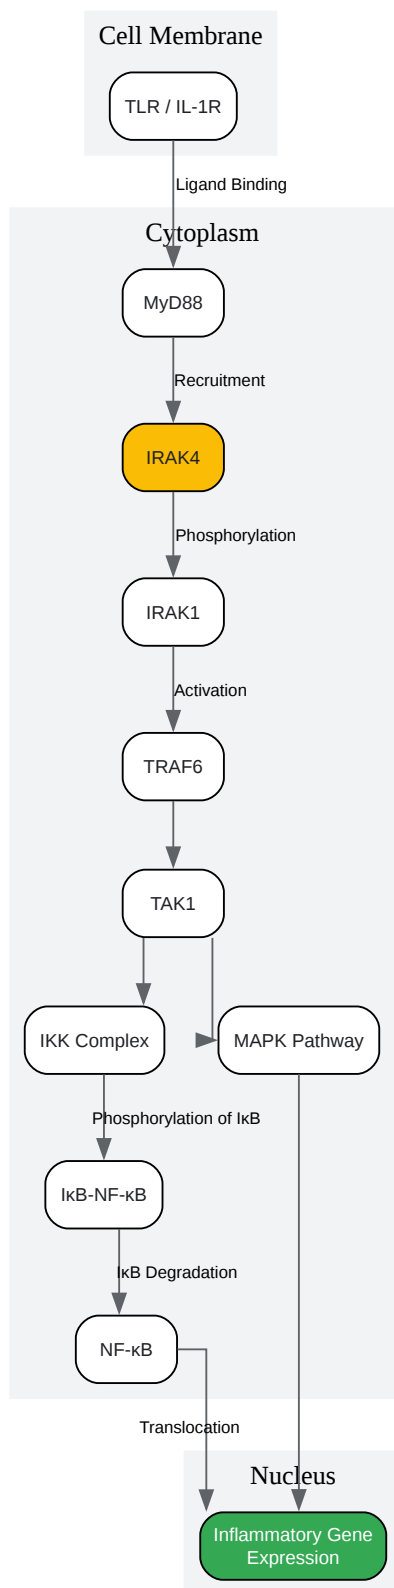 Cell Membrane
TLR / IL-1R
Ligand Binding
Cytoplasm
MyD88
Recruitment
IRAK4
Phosphorylation
IRAK1
Activation
TRAF6
TAK1
IKK Complex
MAPK Pathway
Phosphorylation of IκB
IκB-NF-κB
IκB Degradation
NF-κB
Translocation
Nucleus
Inflammatory Gene
Expression